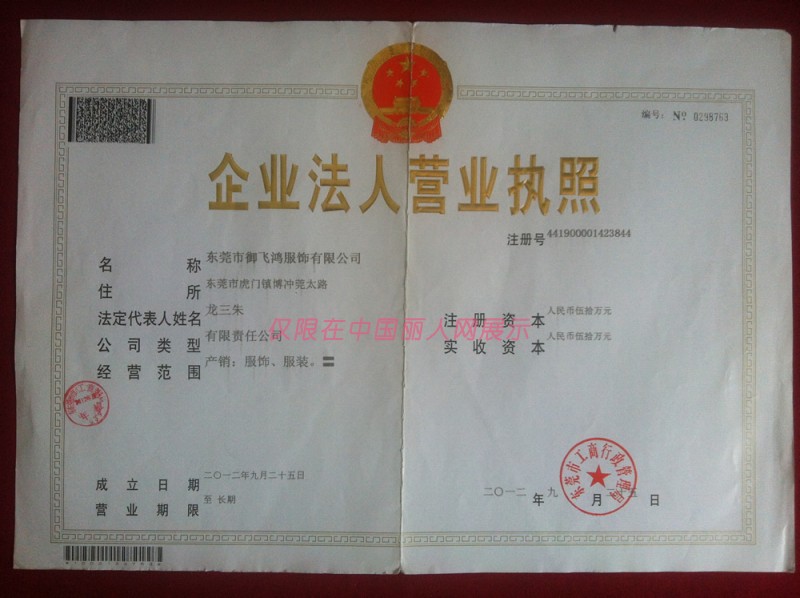 编号: № 0298763
企业法人营业执照
注册号 441900001423844
名称 东莞市御飞鸿服饰有限公司
住所 东莞市虎门镇博冲莞太路
法定代表人姓名 龙三朱
注册资本 人民币伍拾万元
公司类型 有限责任公司
实收资本 人民币伍拾万元
经营范围 产销：服饰、服装。〓
仅限在中国丽人网展示
东莞市工商行政管理局
成立日期 二〇一二年九月二十五日
营业期限 至 长期
二〇一二 年 九 月 二十五 日